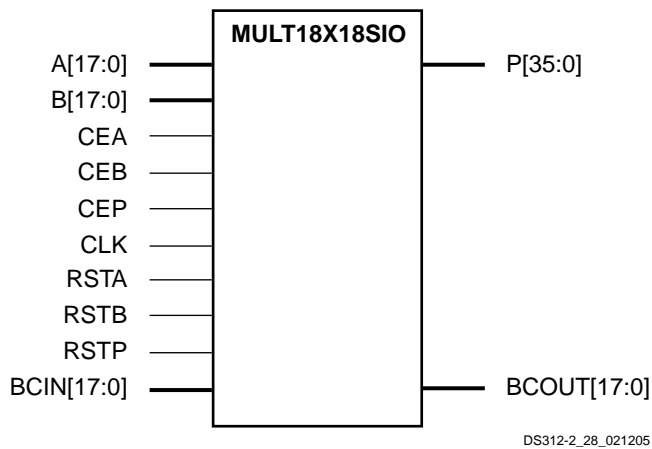 MULT18X18SIO
A[17:0]
P[35:0]
B[17:0]
CEA
CEB
CEP
CLK
RSTA
RSTB
RSTP
BCIN[17:0]
BCOUT[17:0]
DS312-2_28_021205